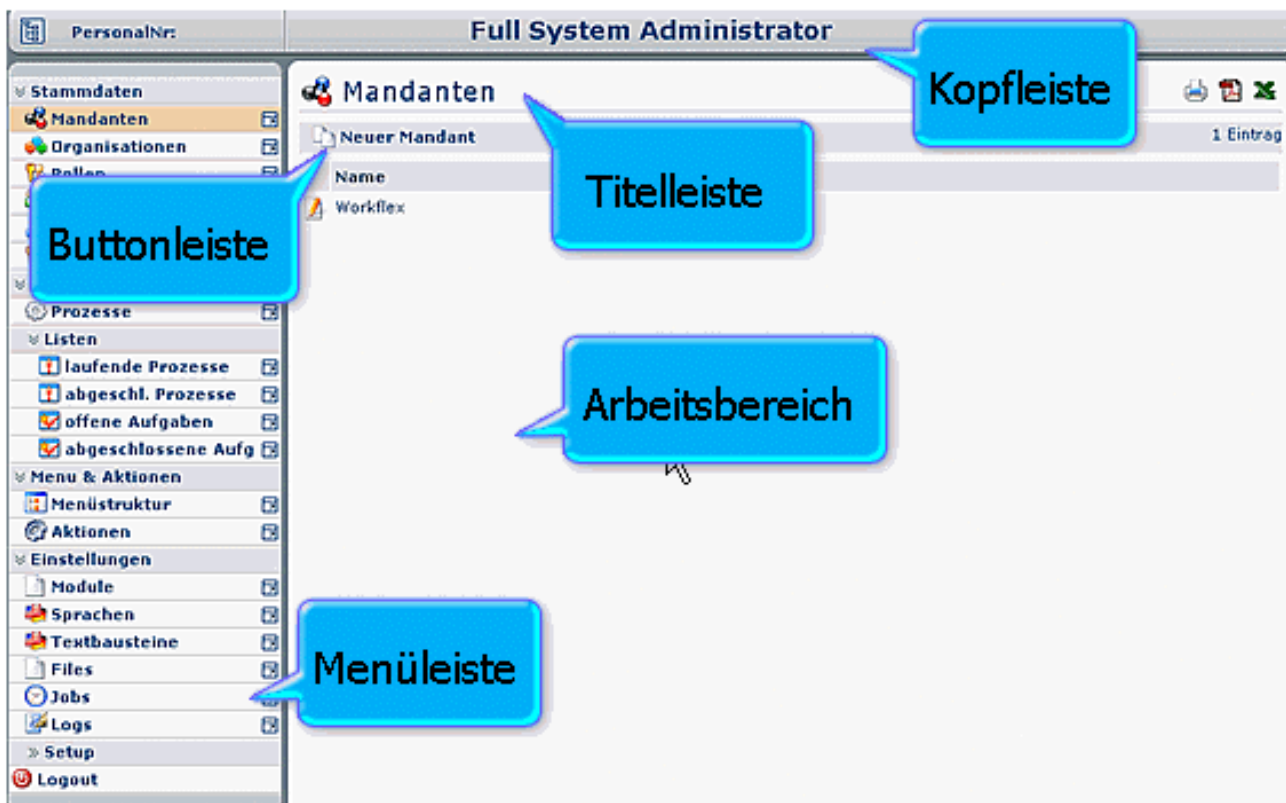 PersonalNr:
Full System Administrator
Kopfleiste
Stammdaten
Mandanten
Organisationen
Rollen
Buttonleiste
Prozesse
Listen
laufende Prozesse
abgeschl. Prozesse
offene Aufgaben
abgeschlossene Aufg
Menu & Aktionen
Menüstruktur
Aktionen
Einstellungen
Module
Sprachen
Textbausteine
Files
Jobs
Logs
Setup
Logout
Menüleiste
Mandanten
Neuer Mandant
1 Eintrag
Name
Workflex
Titelleiste
Arbeitsbereich